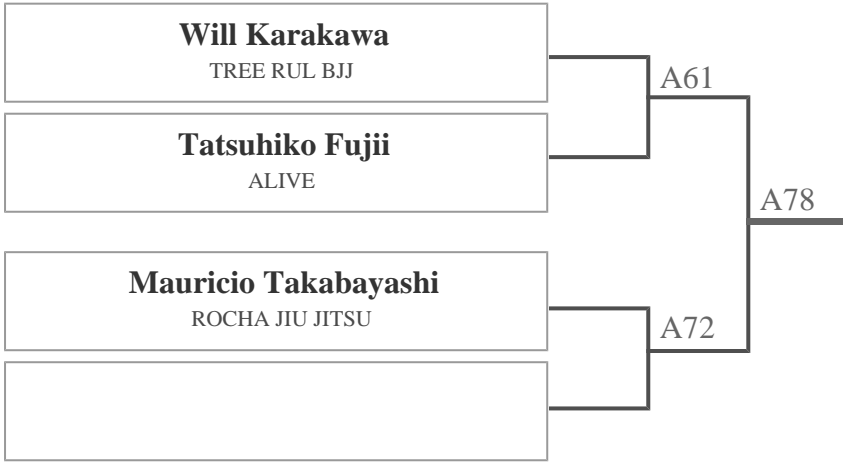 Will Karakawa
TREE RUL BJJ
A61
Tatsuhiko Fujii
ALIVE
A78
Mauricio Takabayashi
ROCHA JIU JITSU
A72